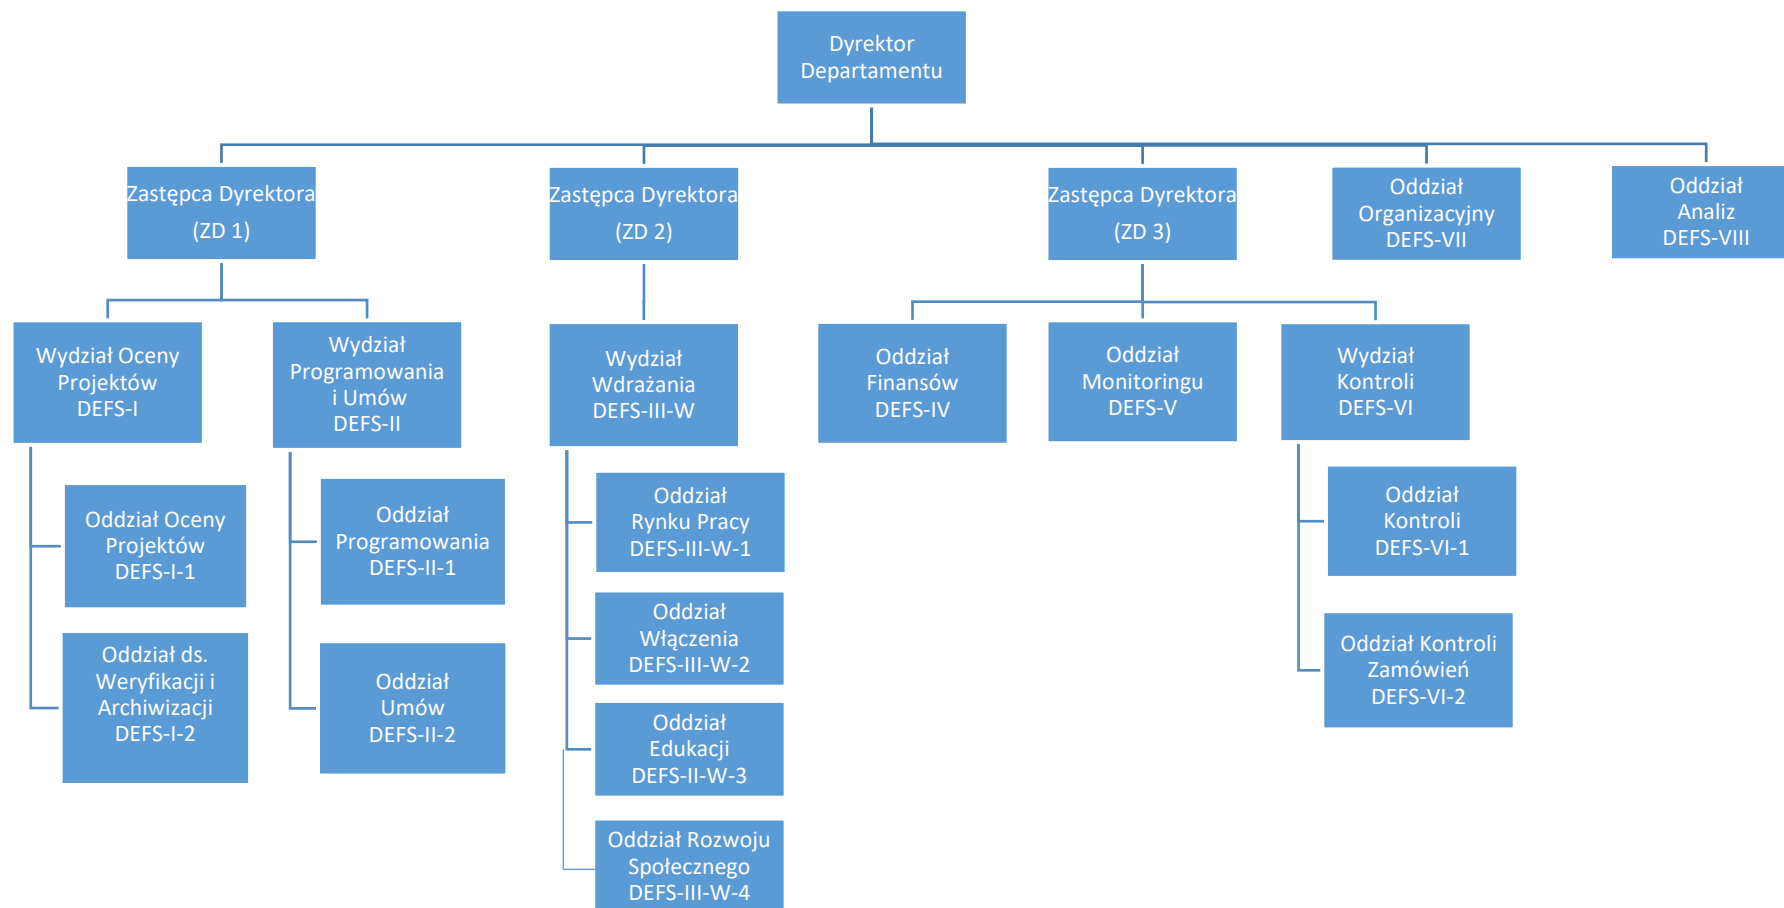 Dyrektor
Departamentu
Zastępca Dyrektora
(ZD 1)
Zastępca Dyrektora
(ZD 2)
Zastępca Dyrektora
(ZD 3)
Oddział
Organizacyjny
DEFS-VII
Oddział
Analiz
DEFS-VIII
Wydział Oceny
Projektów
DEFS-I
Wydział
Programowania
i Umów
DEFS-II
Wydział
Wdrażania
DEFS-III-W
Oddział
Finansów
DEFS-IV
Oddział
Monitoringu
DEFS-V
Wydział
Kontroli
DEFS-VI
Oddział Oceny
Projektów
DEFS-I-1
Oddział ds.
Weryfikacji i
Archiwizacji
DEFS-I-2
Oddział
Programowania
DEFS-II-1
Oddział
Umów
DEFS-II-2
Oddział
Rynku Pracy
DEFS-III-W-1
Oddział
Włączenia
DEFS-III-W-2
Oddział
Edukacji
DEFS-II-W-3
Oddział Rozwoju
Społecznego
DEFS-III-W-4
Oddział
Kontroli
DEFS-VI-1
Oddział Kontroli
Zamówień
DEFS-VI-2